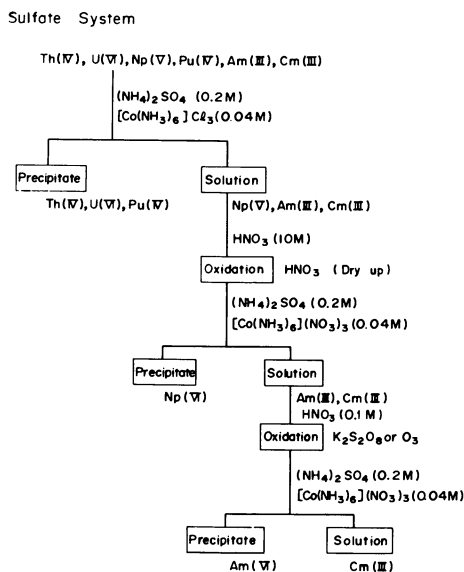 Sulfate System
Th(Ⅳ), U(Ⅵ), Np(Ⅴ), Pu(Ⅳ), Am(Ⅲ), Cm(Ⅲ)
(NH₄)₂SO₄ (0.2M)
[Co(NH₃)₆]Cℓ₃(0.04M)
Precipitate
Solution
Th(Ⅳ), U(Ⅵ), Pu(Ⅳ)
Np(Ⅴ), Am(Ⅲ), Cm(Ⅲ)
HNO₃ (10M)
Oxidation HNO₃ (Dry up)
(NH₄)₂SO₄ (0.2M)
[Co(NH₃)₆](NO₃)₃(0.04M)
Precipitate
Solution
Np(Ⅵ)
Am(Ⅲ), Cm(Ⅲ)
HNO₃ (0.1M)
Oxidation K₂S₂O₈ or O₃
(NH₄)₂SO₄ (0.2M)
[Co(NH₃)₆](NO₃)₃(0.04M)
Precipitate
Solution
Am(Ⅵ)
Cm(Ⅲ)